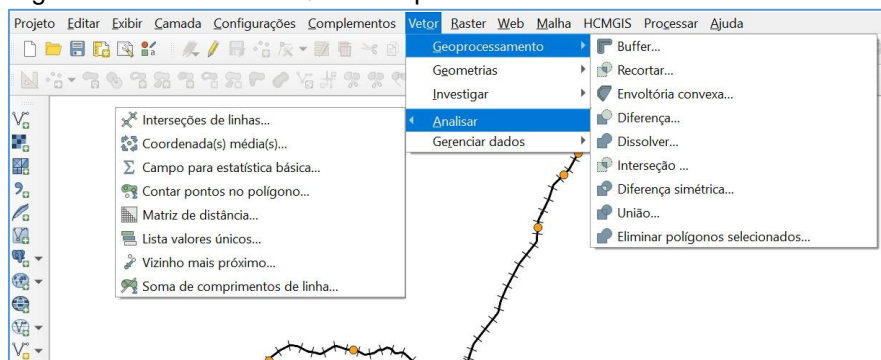 Projeto Editar Exibir Camada Configurações Complementos Vetor Raster Web Malha HCMGIS Processar Ajuda
Geoprocessamento
Geometrias
Investigar
Analisar
Gerenciar dados
Buffer...
Recortar...
Envoltória convexa...
Diferença...
Dissolver...
Interseção ...
Diferença simétrica...
União...
Eliminar polígonos selecionados...
Interseções de linhas...
Coordenada(s) média(s)...
Campo para estatística básica...
Contar pontos no polígono...
Matriz de distância...
Lista valores únicos...
Vizinho mais próximo...
Soma de comprimentos de linha...